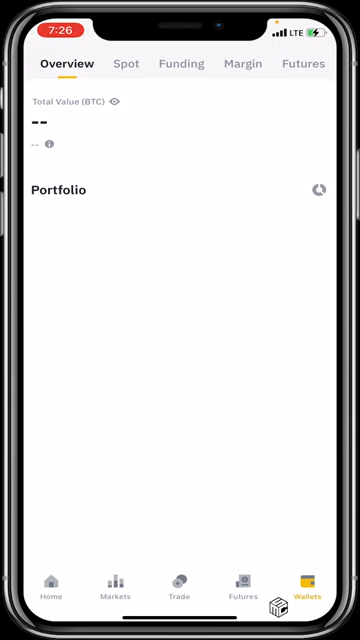 7:26
LTE
Overview Spot Funding Margin Futures
Total Value (BTC)
--
--
Portfolio
Home Markets Trade Futures Wallets